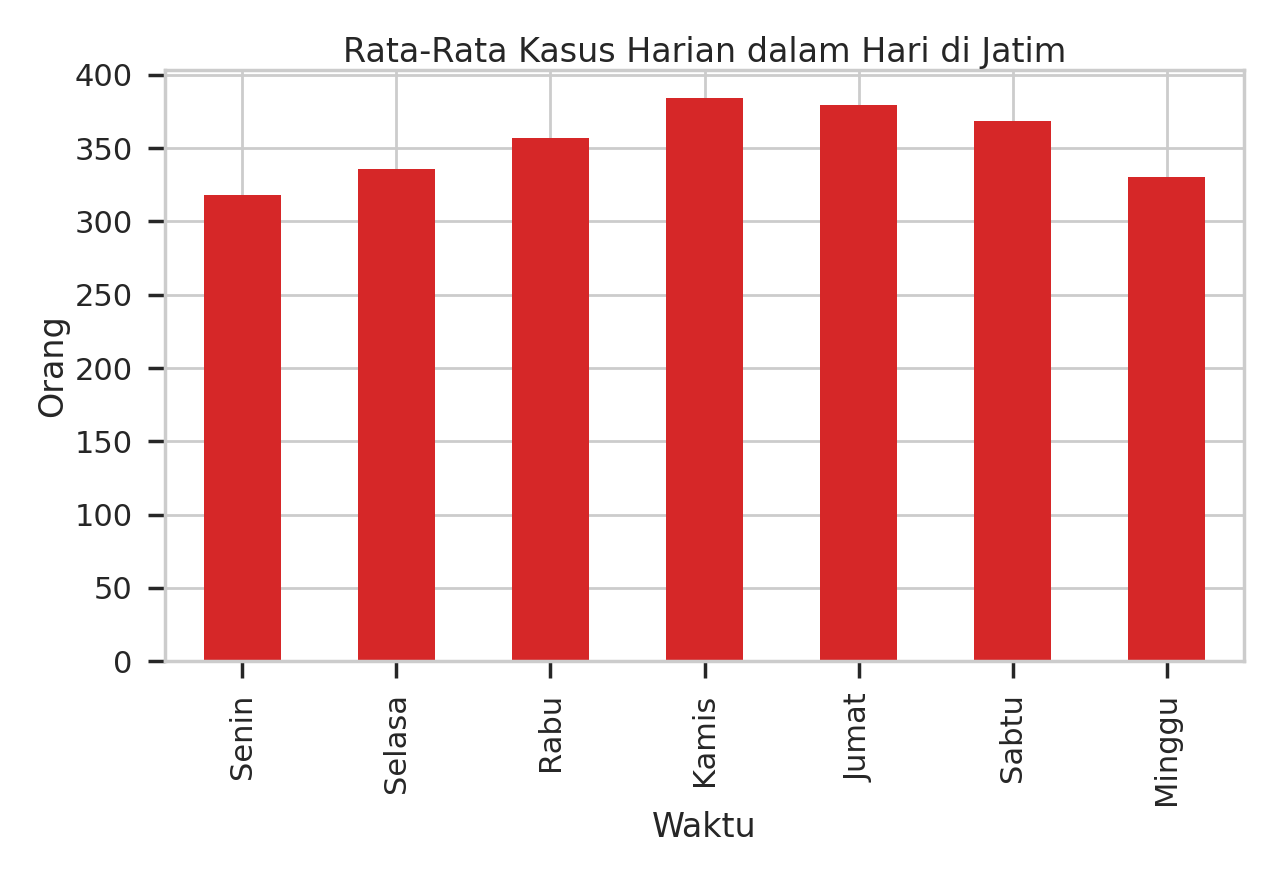 Rata-Rata Kasus Harian dalam Hari di Jatim
400
350
300
250
200
150
100
50
0
Orang
Senin
Selasa
Rabu
Kamis
Jumat
Sabtu
Minggu
Waktu